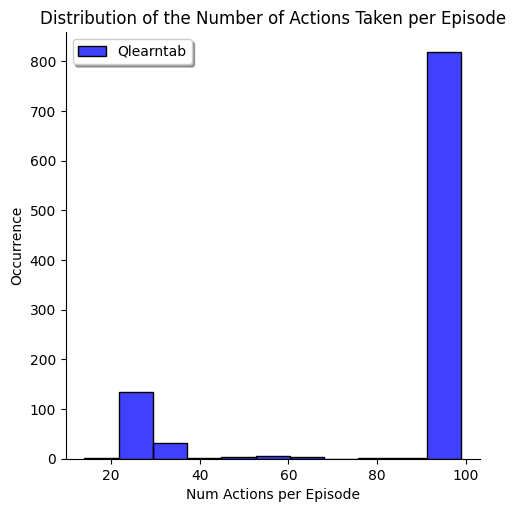 Distribution of the Number of Actions Taken per Episode
Qlearntab
Occurrence
800
700
600
500
400
300
200
100
0
20 40 60 80 100
Num Actions per Episode